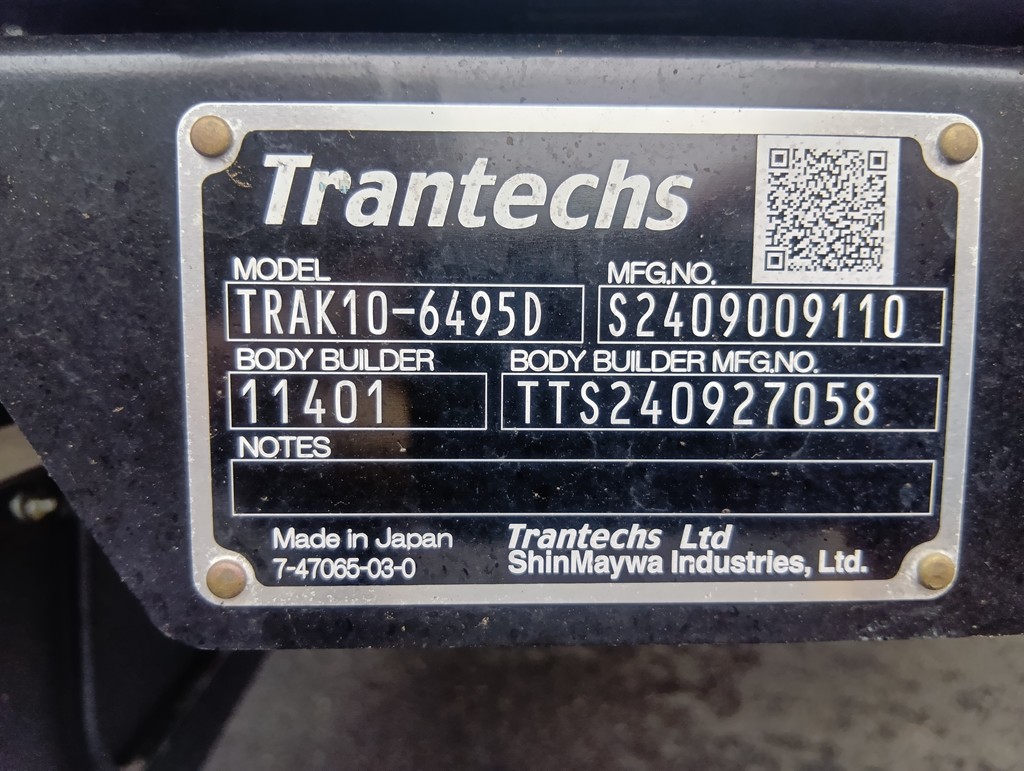 Trantechs
MODEL MFG.NO.
TRAK10-6495D S2409009110
BODY BUILDER BODY BUILDER MFG.NO.
11401 TTS240927058
NOTES
Made in Japan Trantechs Ltd
7-47065-03-0 ShinMaywa Industries, Ltd.